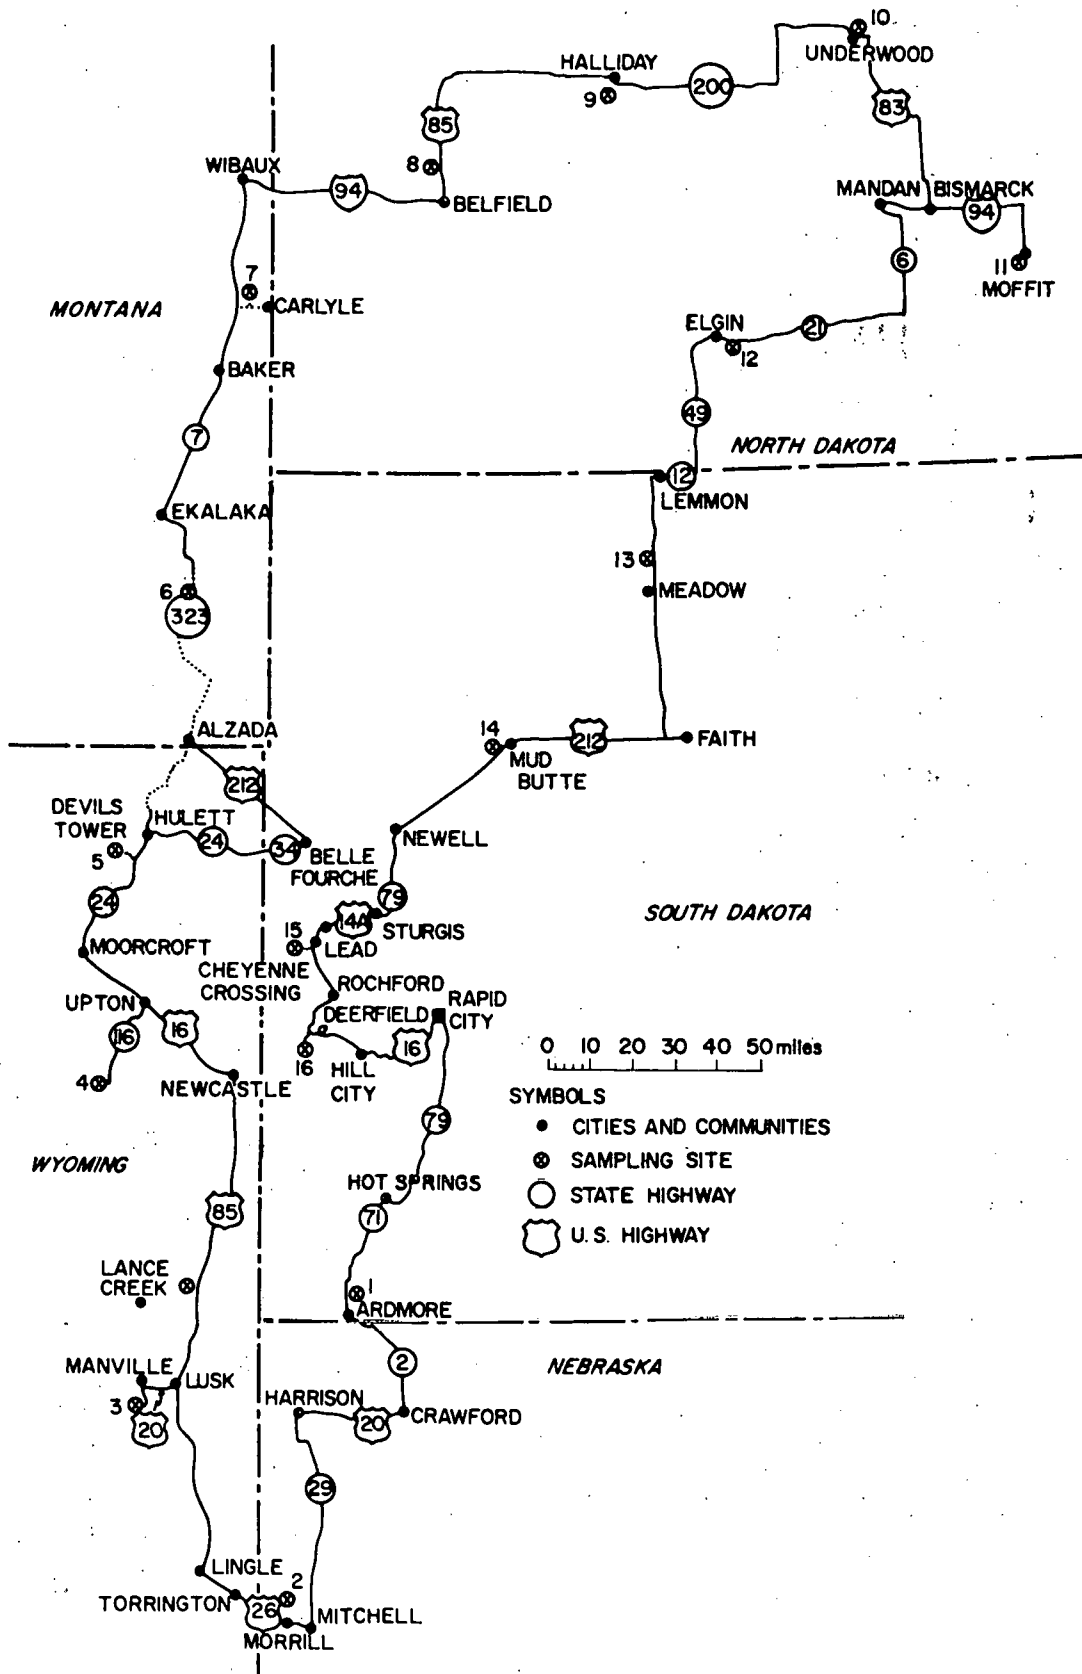 10
UNDERWOOD
HALLIDAY
9
200
83
85
8
WIBAUX
94
BELFIELD
MANDAN
BISMARCK
94
6
11
MOFFIT
7
CARLYLE
MONTANA
ELGIN
21
12
BAKER
49
7
NORTH DAKOTA
12
LEMMON
EKALAKA
13
MEADOW
6
323
ALZADA
14
212
FAITH
MUD
BUTTE
212
DEVILS
TOWER
HULETT
5
24
34
BELLE
FOURCHE
NEWELL
79
24
14A
STURGIS
SOUTH DAKOTA
15
LEAD
MOORCROFT
CHEYENNE
CROSSING
ROCHFORD
UPTON
DEERFIELD
RAPID
CITY
116
16
16
16
HILL
CITY
4
NEWCASTLE
0 10 20 30 40 50 miles
SYMBOLS
CITIES AND COMMUNITIES
SAMPLING SITE
STATE HIGHWAY
U.S. HIGHWAY
79
WYOMING
HOT SPRINGS
85
71
LANCE
CREEK
1
ARDMORE
2
NEBRASKA
MANVILLE
LUSK
3
20
HARRISON
20
CRAWFORD
29
LINGLE
2
TORRINGTON
26
MITCHELL
MORRILL